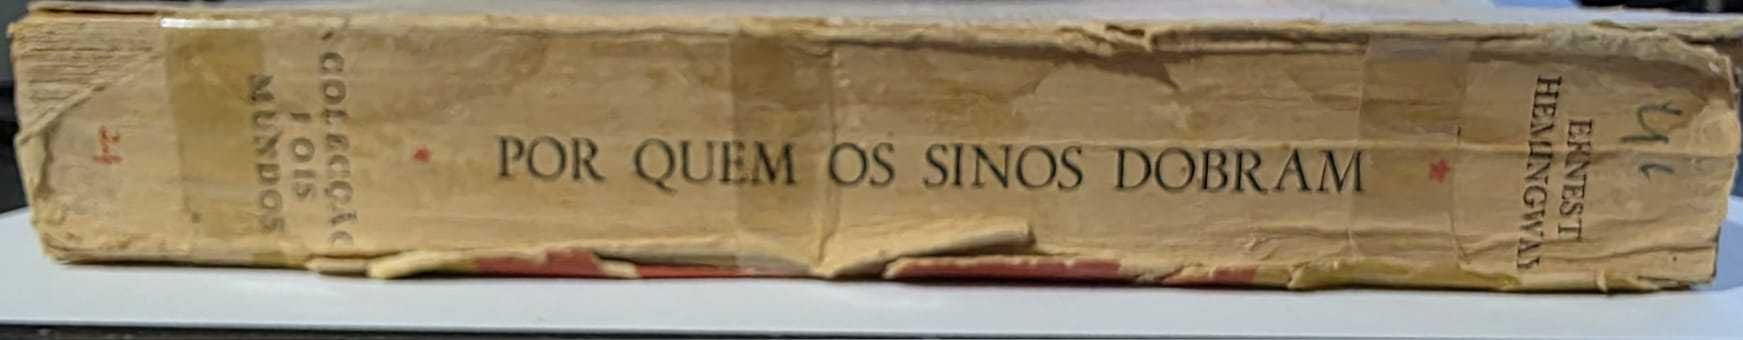 ERNEST
HEMINGWAY
POR QUEM OS SINOS DOBRAM
COLECÇÃO
DOIS
MUNDOS
24